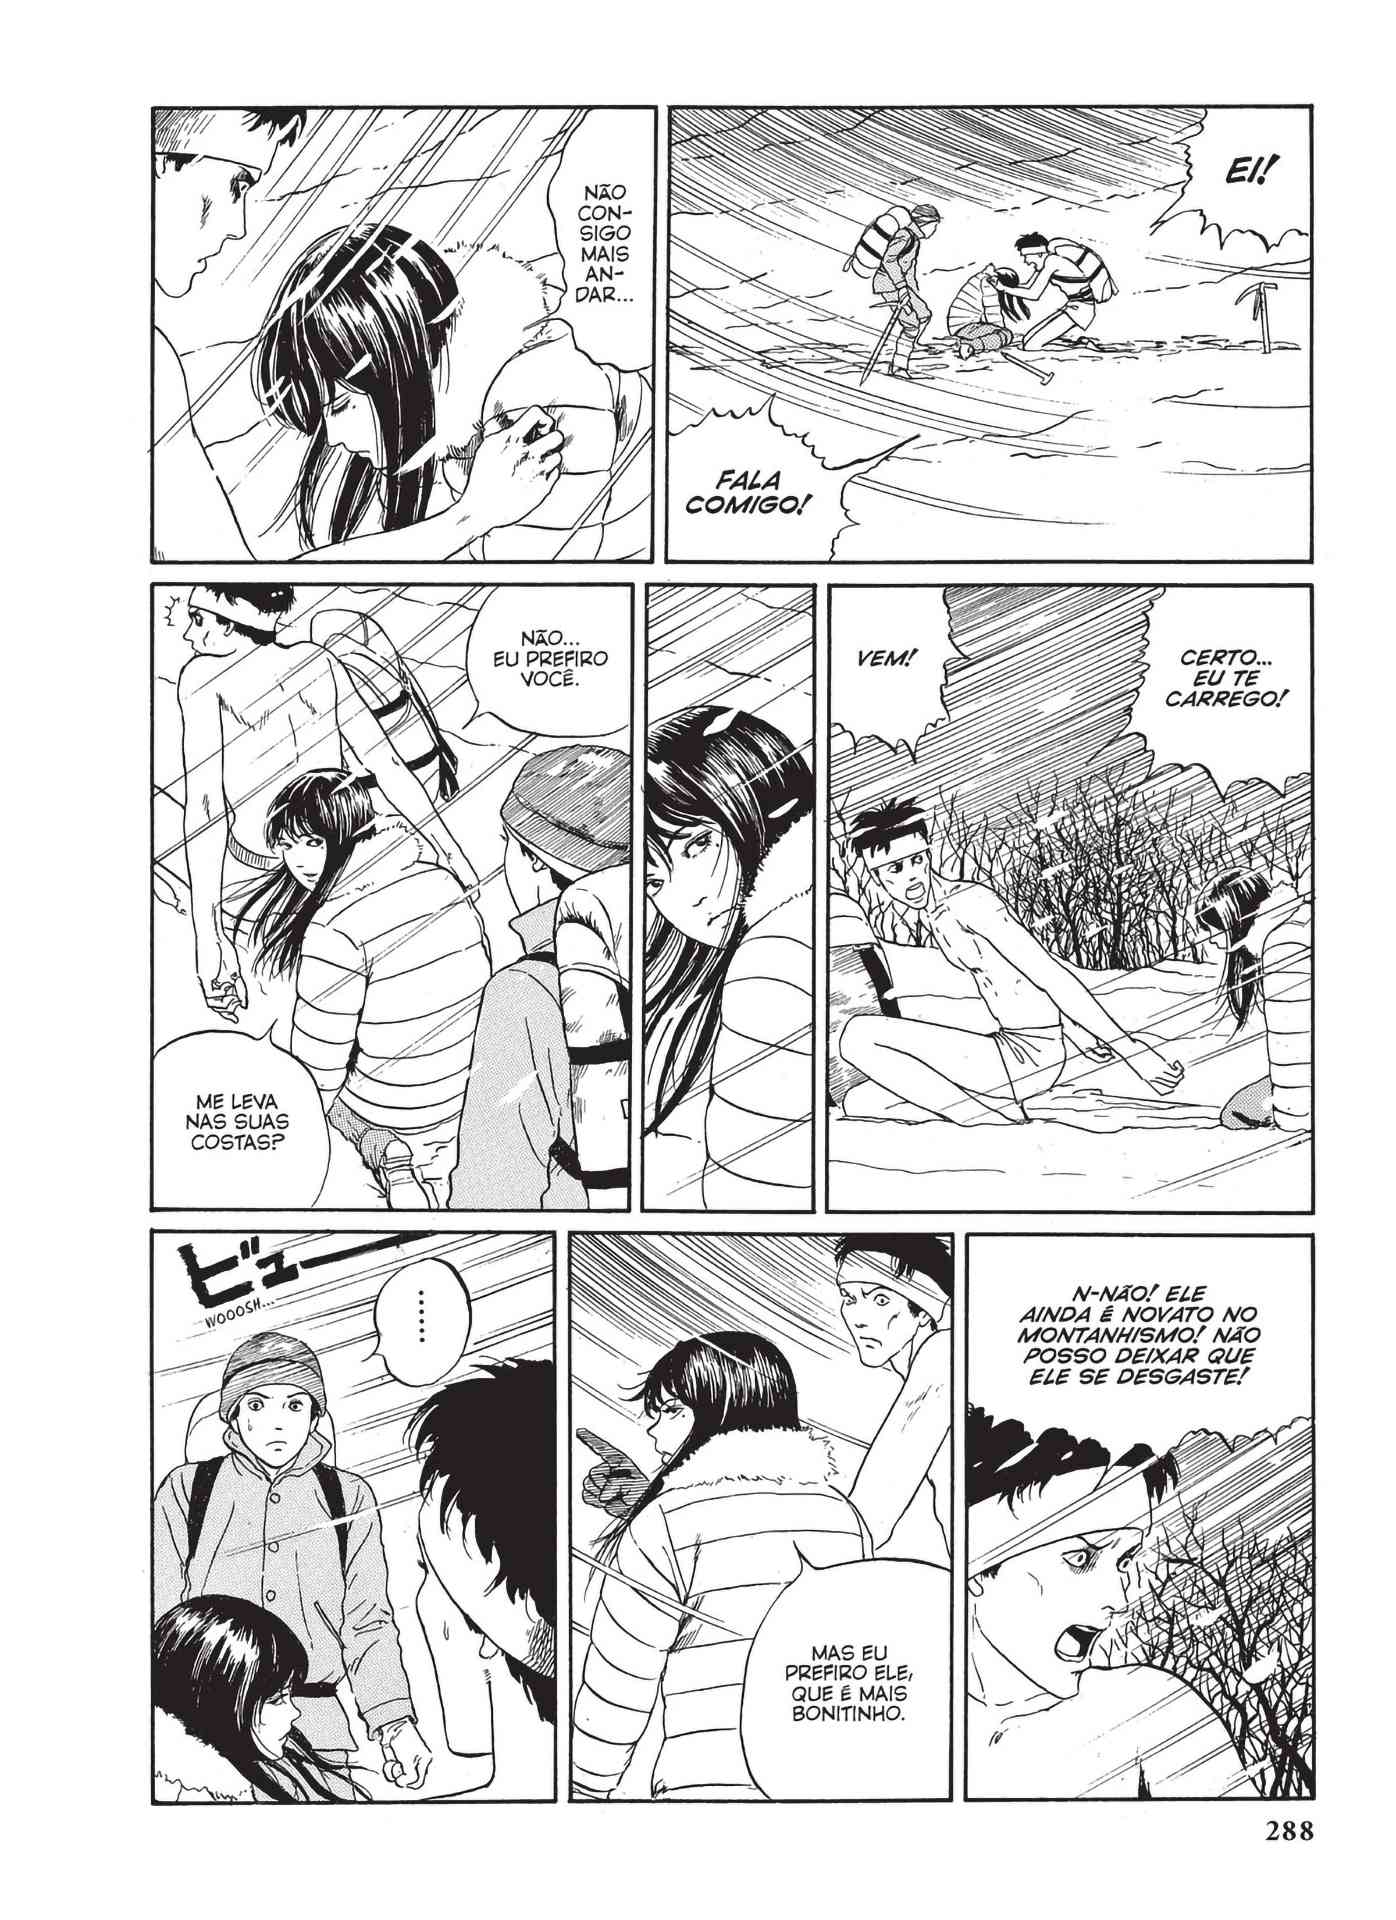 EI!
FALA
COMIGO!
NÃO
CON-
SIGO
MAIS
AN-
DAR...
CERTO...
EU TE
CARREGO!
VEM!
NÃO...
EU PREFIRO
VOCÊ.
ME LEVA
NAS SUAS
COSTAS?
N-NÃO! ELE
AINDA É NOVATO NO
MONTANHISMO! NÃO
POSSO DEIXAR QUE
ELE SE DESGASTE!
MAS EU
PREFIRO ELE,
QUE É MAIS
BONITINHO.
......
ビュー
WOOOSH...
288